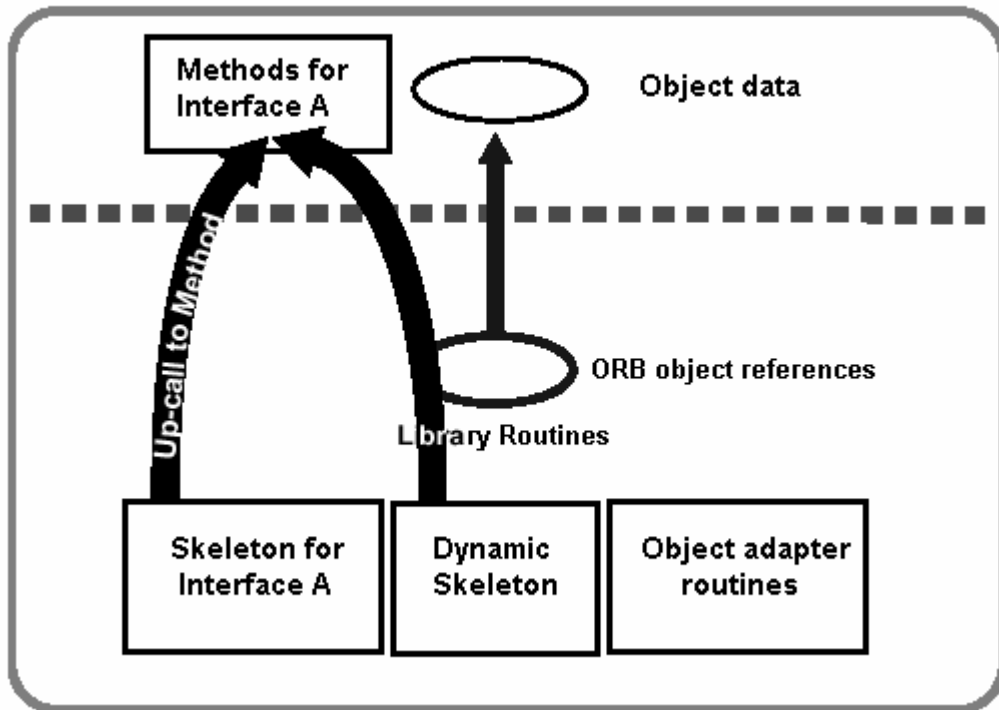 Methods for
Interface A
Object data
Up-call to Method
ORB object references
Library Routines
Skeleton for
Interface A
Dynamic
Skeleton
Object adapter
routines